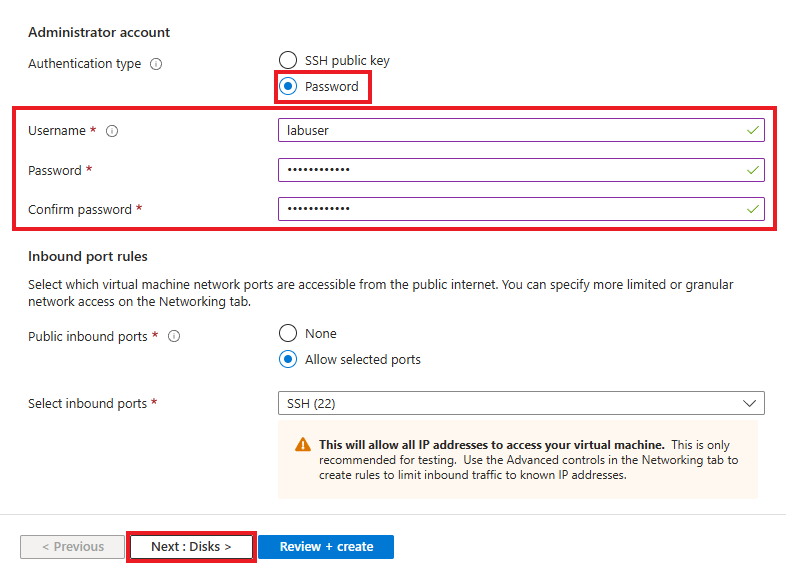 Administrator account
Authentication type
SSH public key
Password
Username *
labuser
Password *
••••••••••••
Confirm password *
••••••••••••
Inbound port rules
Select which virtual machine network ports are accessible from the public internet. You can specify more limited or granular
network access on the Networking tab.
Public inbound ports *
None
Allow selected ports
Select inbound ports *
SSH (22)
This will allow all IP addresses to access your virtual machine. This is only
recommended for testing. Use the Advanced controls in the Networking tab to
create rules to limit inbound traffic to known IP addresses.
< Previous
Next : Disks >
Review + create